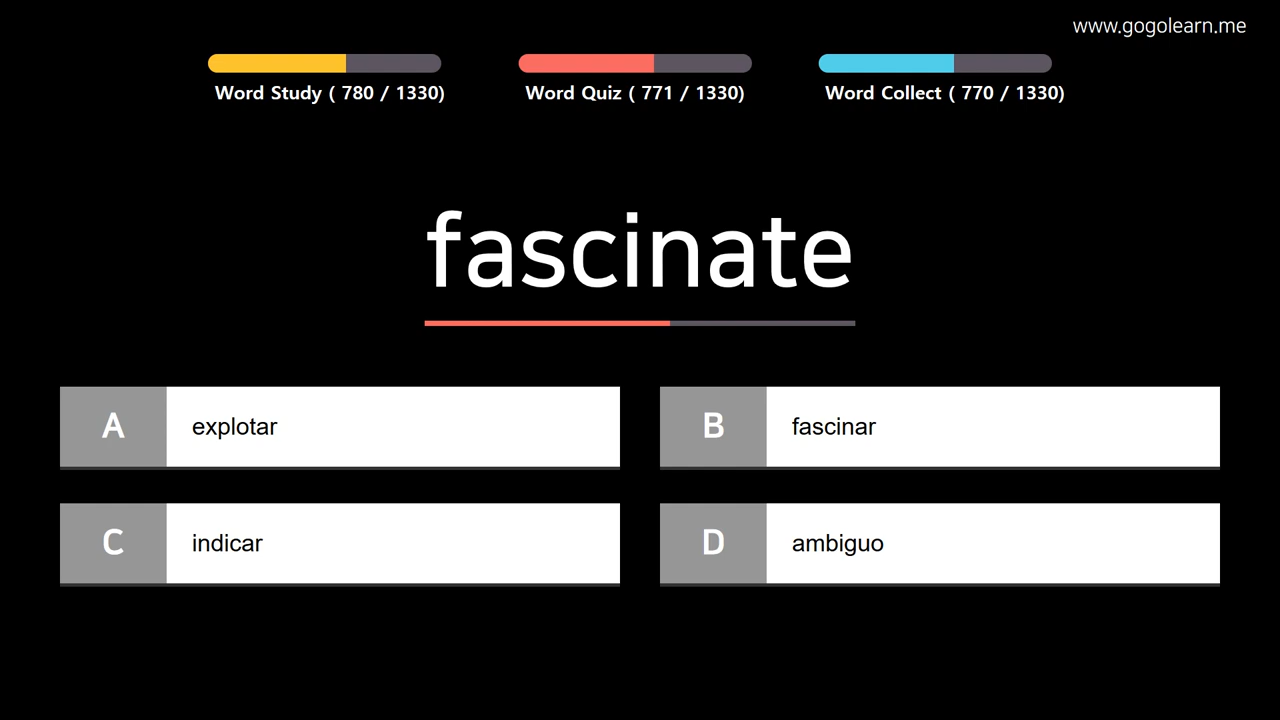 www.gogolearn.me
Word Study ( 780 / 1330)
Word Quiz ( 771 / 1330)
Word Collect ( 770 / 1330)
fascinate
A explotar
B fascinar
C indicar
D ambiguo